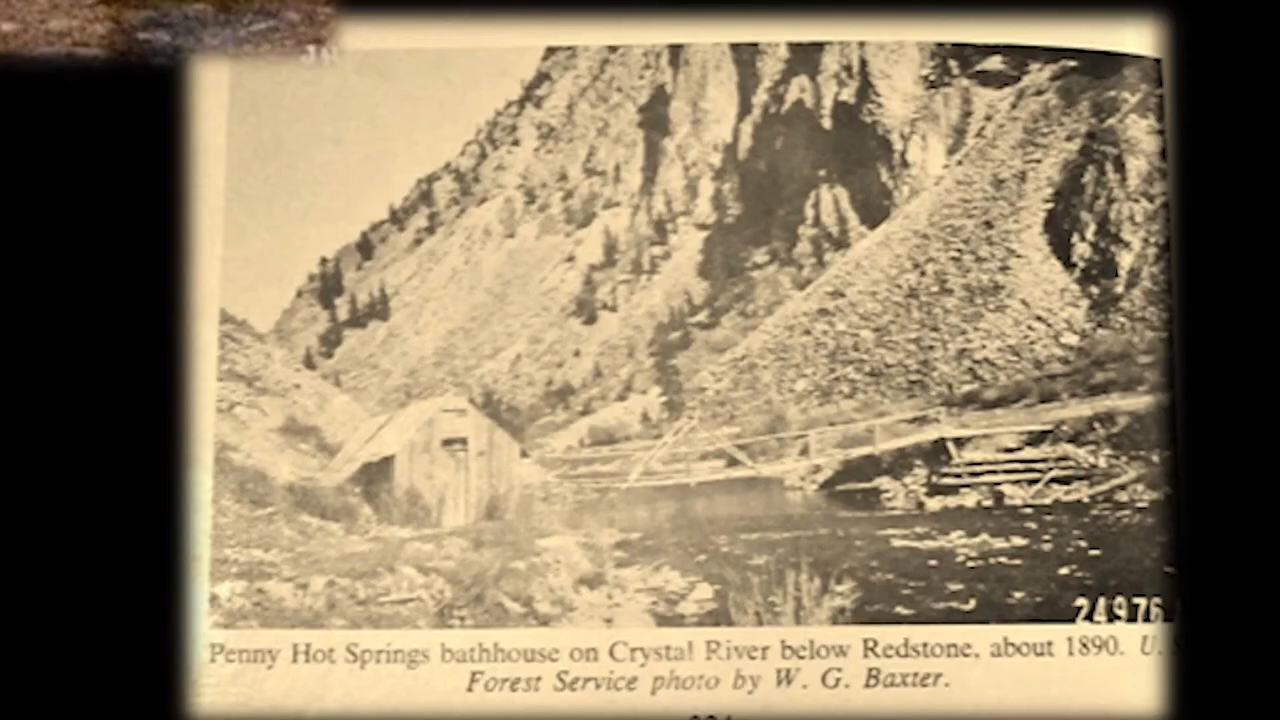 24976
Penny Hot Springs bathhouse on Crystal River below Redstone, about 1890. U.
Forest Service photo by W. G. Baxter.